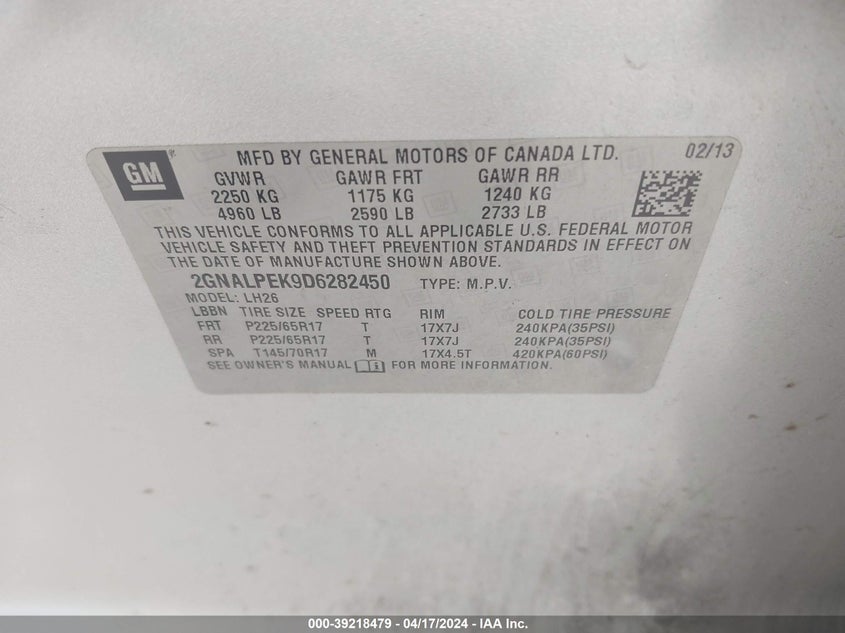 GM
MFD BY GENERAL MOTORS OF CANADA LTD. 02/13
GVWR GAWR FRT GAWR RR
2250 KG 1175 KG 1240 KG
4960 LB 2590 LB 2733 LB
THIS VEHICLE CONFORMS TO ALL APPLICABLE U.S. FEDERAL MOTOR
VEHICLE SAFETY AND THEFT PREVENTION STANDARDS IN EFFECT ON
THE DATE OF MANUFACTURE SHOWN ABOVE.
2GNALPEK9D6282450 TYPE: M.P.V.
MODEL: LH26
LBBN TIRE SIZE SPEED RTG RIM COLD TIRE PRESSURE
FRT P225/65R17 T 17X7J 240KPA(35PSI)
RR P225/65R17 T 17X7J 240KPA(35PSI)
SPA T145/70R17 M 17X4.5T 420KPA(60PSI)
SEE OWNER'S MANUAL FOR MORE INFORMATION.
000-39218479 - 04/17/2024 - IAA Inc.